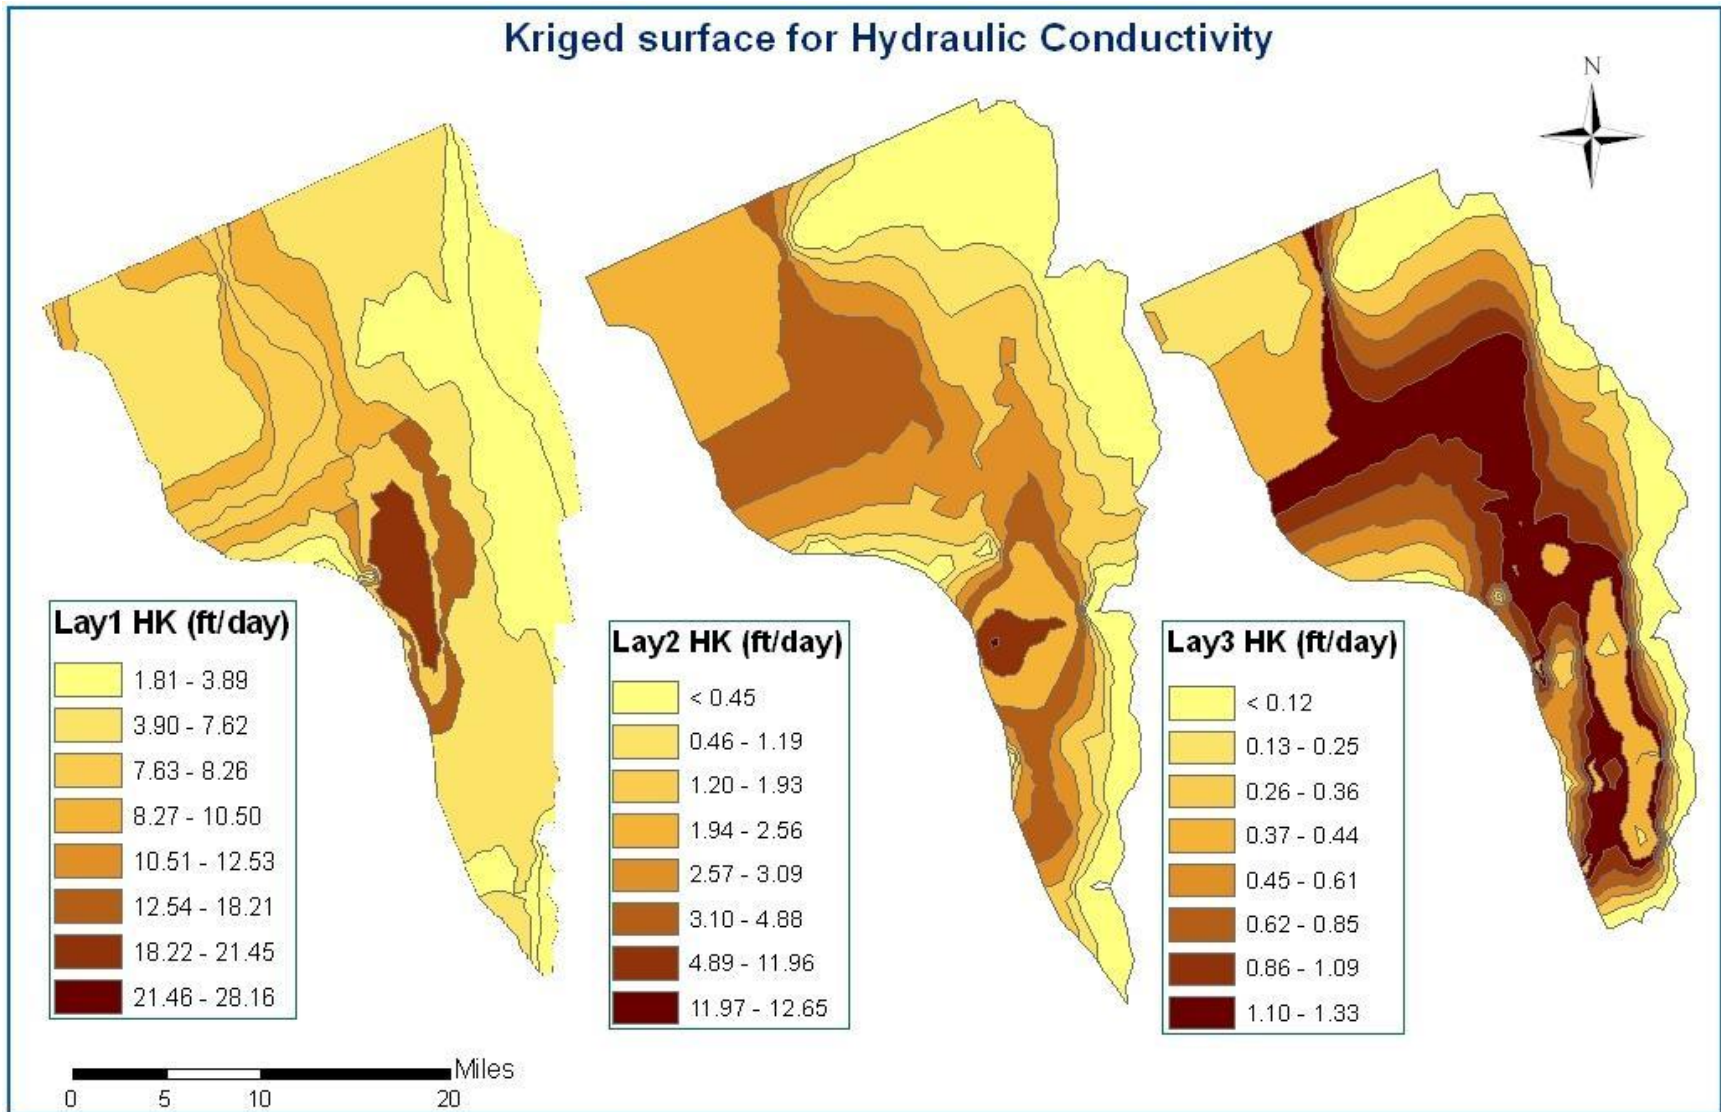 Kriged surface for Hydraulic Conductivity
N
Lay1 HK (ft/day)
1.81 - 3.89
3.90 - 7.62
7.63 - 8.26
8.27 - 10.50
10.51 - 12.53
12.54 - 18.21
18.22 - 21.45
21.46 - 28.16
Lay2 HK (ft/day)
< 0.45
0.46 - 1.19
1.20 - 1.93
1.94 - 2.56
2.57 - 3.09
3.10 - 4.88
4.89 - 11.96
11.97 - 12.65
Lay3 HK (ft/day)
< 0.12
0.13 - 0.25
0.26 - 0.36
0.37 - 0.44
0.45 - 0.61
0.62 - 0.85
0.86 - 1.09
1.10 - 1.33
Miles
0 5 10 20